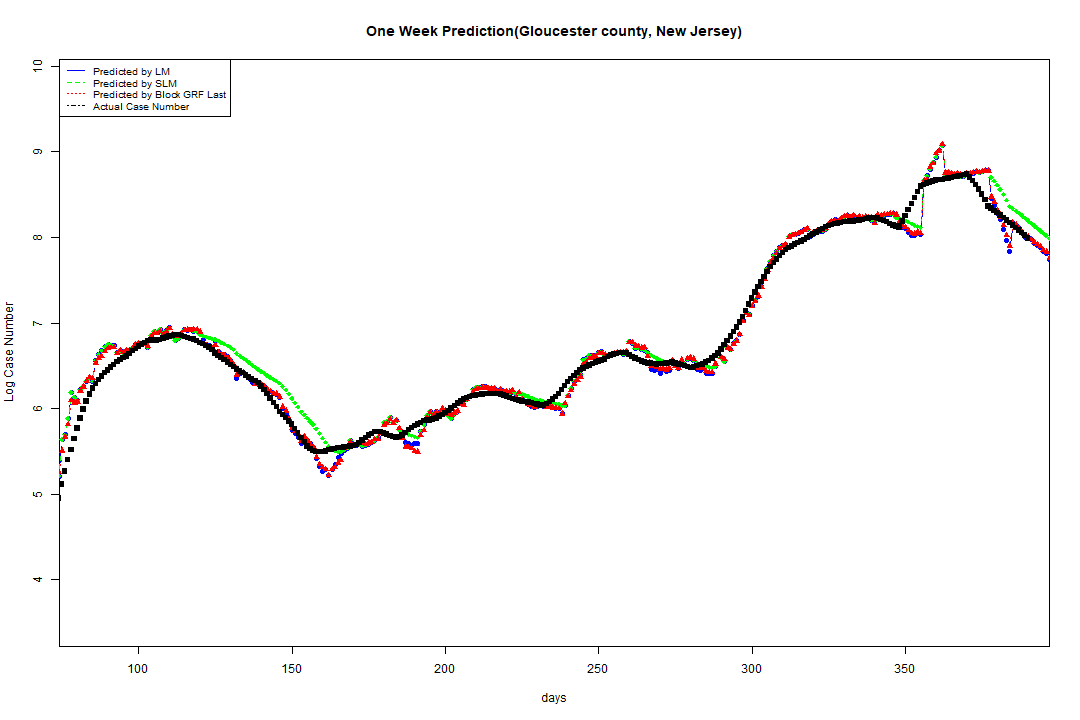 One Week Prediction(Gloucester county, New Jersey)
Predicted by LM
Predicted by SLM
Predicted by Block GRF Last
Actual Case Number
10
9
8
7
6
5
4
Log Case Number
100 150 200 250 300 350
days